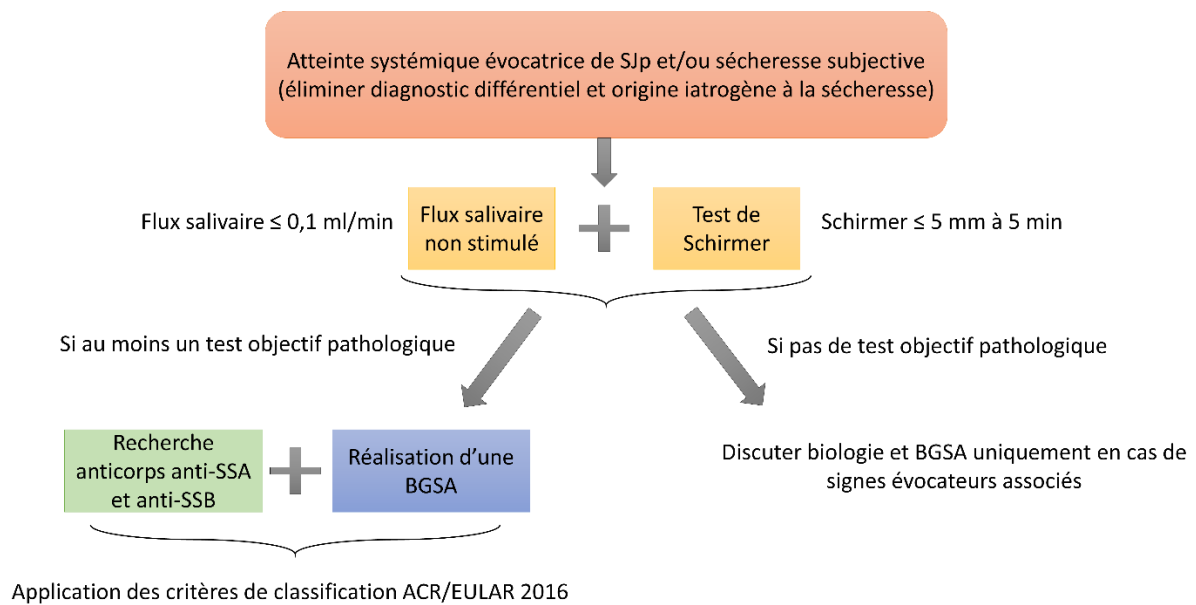 Atteinte systémique évocatrice de SJp et/ou sécheresse subjective
(éliminer diagnostic différentiel et origine iatrogène à la sécheresse)
Flux salivaire ≤ 0,1 ml/min
Flux salivaire
non stimulé
Test de
Schirmer
Schirmer ≤ 5 mm à 5 min
Si au moins un test objectif pathologique
Si pas de test objectif pathologique
Recherche
anticorps anti-SSA
et anti-SSB
Réalisation d’une
BGSA
Discuter biologie et BGSA uniquement en cas de
signes évocateurs associés
Application des critères de classification ACR/EULAR 2016